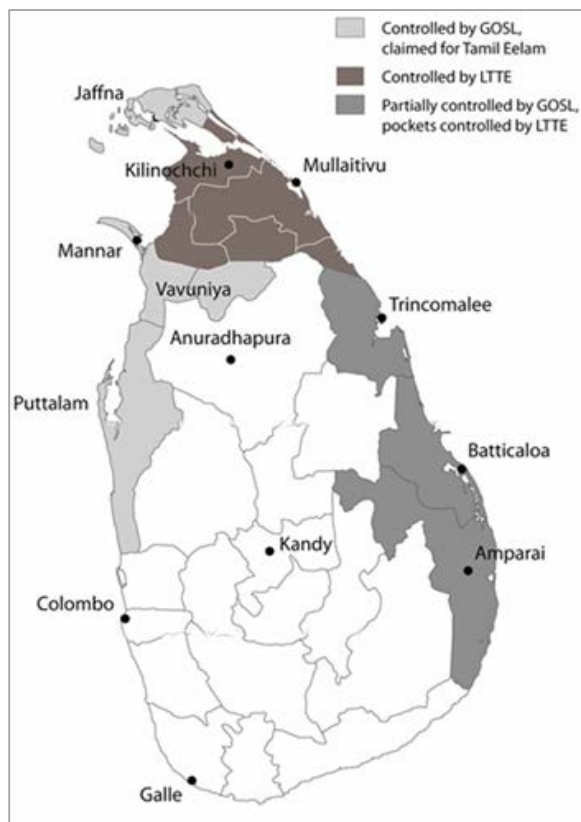 Controlled by GOSL,
claimed for Tamil Eelam
Controlled by LTTE
Partially controlled by GOSL,
pockets controlled by LTTE
Jaffna
Kilinochchi
Mullaitivu
Mannar
Vavuniya
Trincomalee
Anuradhapura
Puttalam
Batticaloa
Kandy
Amparai
Colombo
Galle